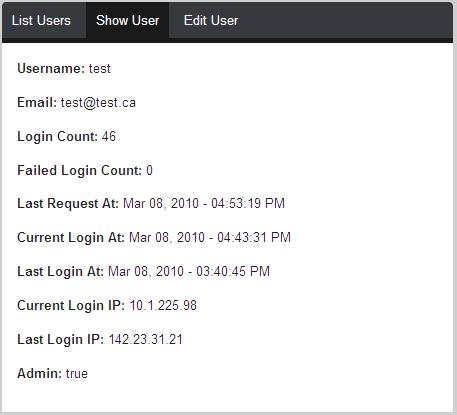 List Users Show User Edit User
Username: test
Email: test@test.ca
Login Count: 46
Failed Login Count: 0
Last Request At: Mar 08, 2010 - 04:53:19 PM
Current Login At: Mar 08, 2010 - 04:43:31 PM
Last Login At: Mar 08, 2010 - 03:40:45 PM
Current Login IP: 10.1.225.98
Last Login IP: 142.23.31.21
Admin: true